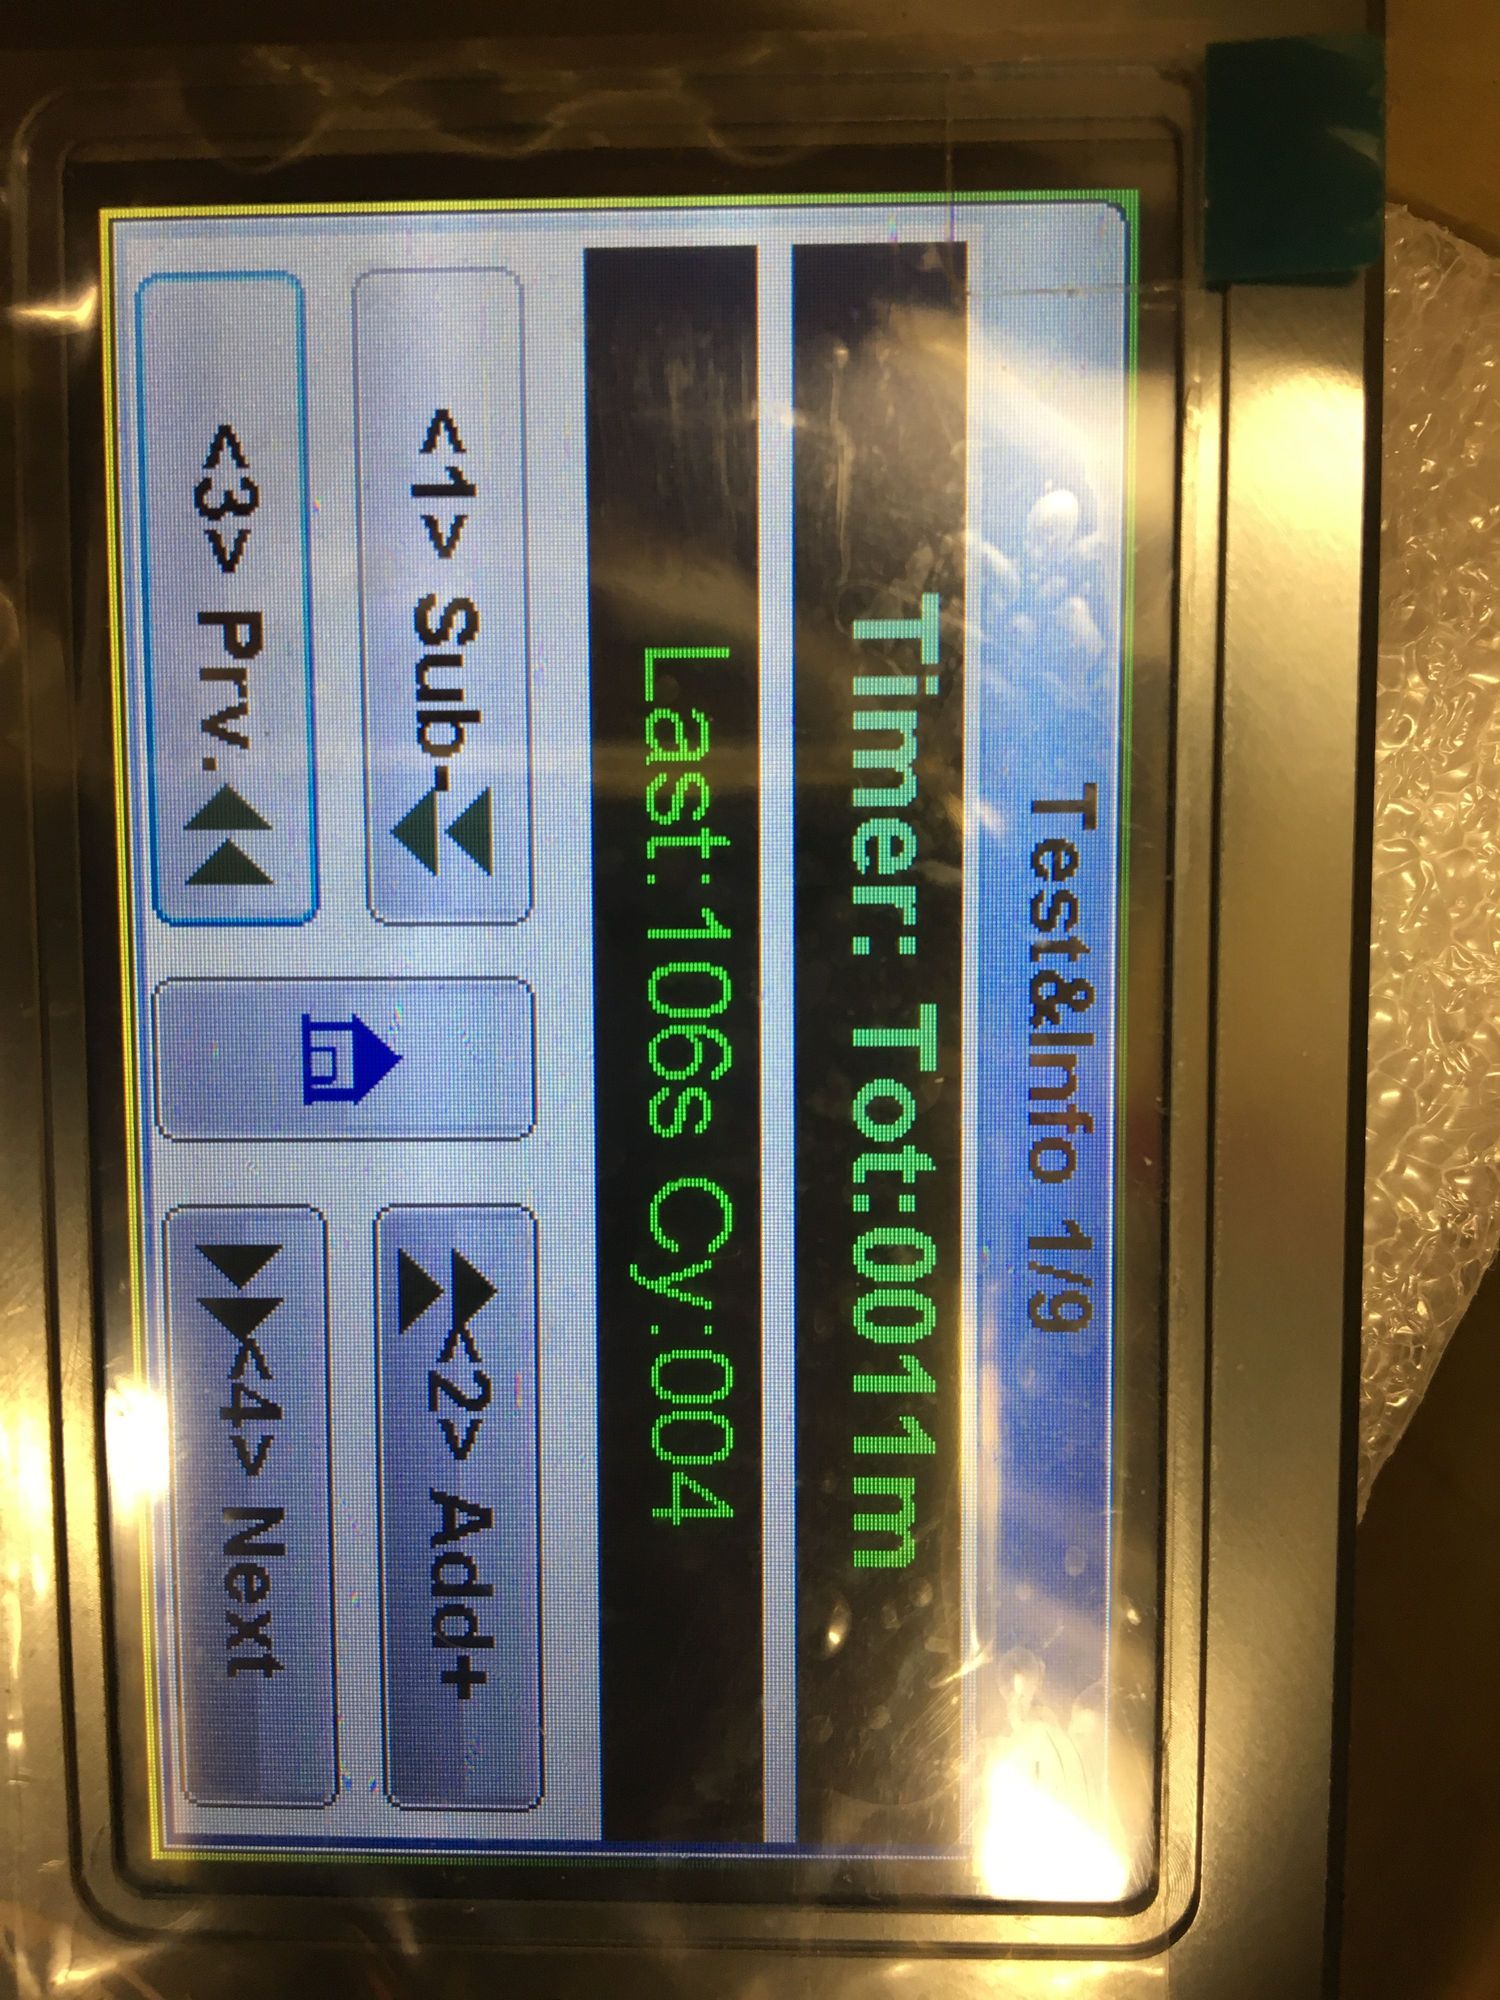 Test&Info 1/9
Timer: Tot:0011m
Last:106s Cy:004
<1> Sub-
<2> Add+
<3> Prv.
<4> Next